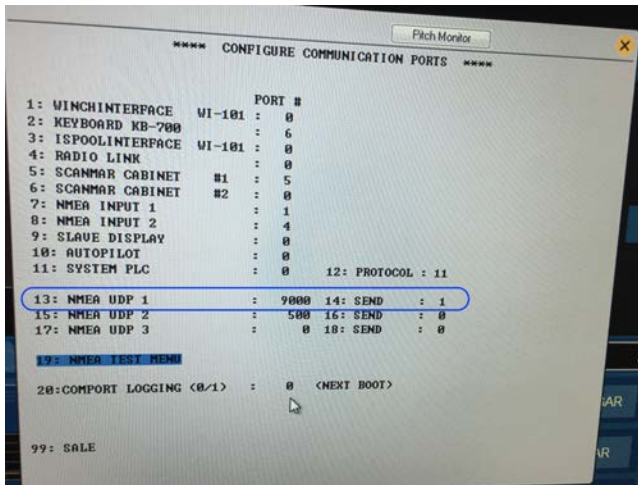 Pitch Monitor
**** CONFIGURE COMMUNICATION PORTS ****
PORT #
1: WINCHINTERFACE WI-101 : 0
2: KEYBOARD KB-700 : 6
3: ISPOOLINTERFACE WI-101 : 0
4: RADIO LINK : 0
5: SCANMAR CABINET #1 : 5
6: SCANMAR CABINET #2 : 0
7: NMEA INPUT 1 : 1
8: NMEA INPUT 2 : 4
9: SLAVE DISPLAY : 0
10: AUTOPILOT : 0
11: SYSTEM PLC : 0 12: PROTOCOL : 11
13: NMEA UDP 1 : 9000 14: SEND : 1
15: NMEA UDP 2 : 500 16: SEND : 0
17: NMEA UDP 3 : 0 18: SEND : 0
19: NMEA TEST MENU
20:COMPORT LOGGING <0/1> : 0 <NEXT BOOT>
99: SALE